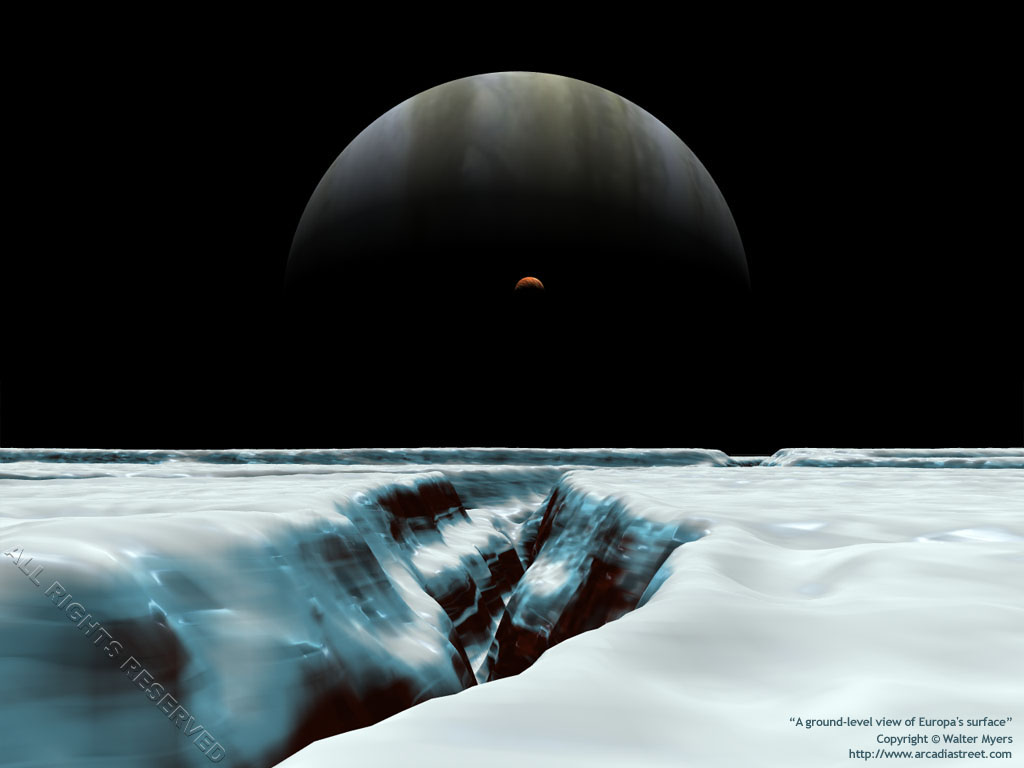 ALL RIGHTS RESERVED
“A ground-level view of Europa's surface”
Copyright © Walter Myers
http://www.arcadiastreet.com